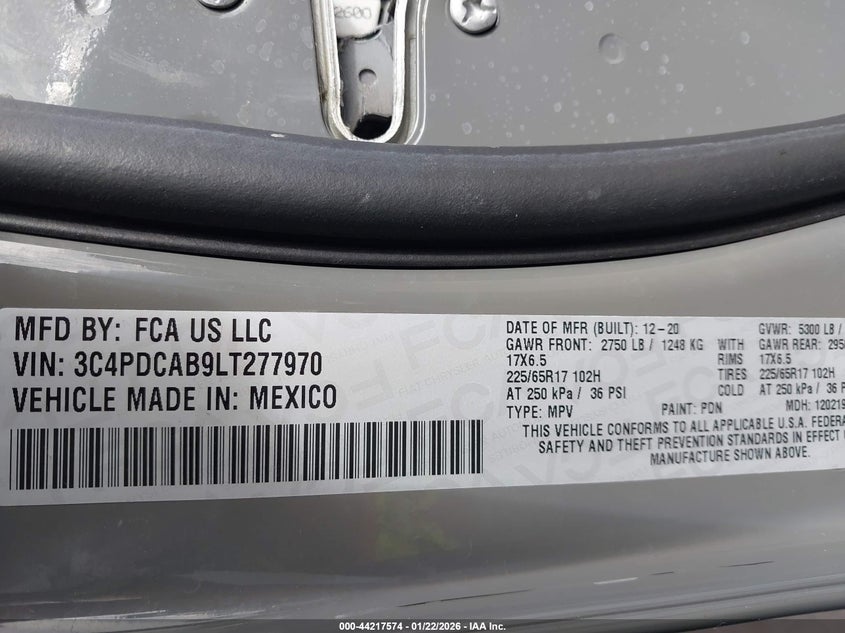 2600
MFD BY: FCA US LLC
VIN: 3C4PDCAB9LT277970
VEHICLE MADE IN: MEXICO
DATE OF MFR (BUILT): 12-20 GVWR: 5300 LB /
GAWR FRONT: 2750 LB / 1248 KG WITH GAWR REAR: 295
17X6.5 RIMS 17X6.5
225/65R17 102H TIRES 225/65R17 102H
AT 250 kPa / 36 PSI COLD AT 250 kPa / 36 P
TYPE: MPV PAINT: PDN MDH: 120219
THIS VEHICLE CONFORMS TO ALL APPLICABLE U.S.A. FEDERA
SAFETY AND THEFT PREVENTION STANDARDS IN EFFECT
MANUFACTURE SHOWN ABOVE.
000-44217574 - 01/22/2026 - IAA Inc.